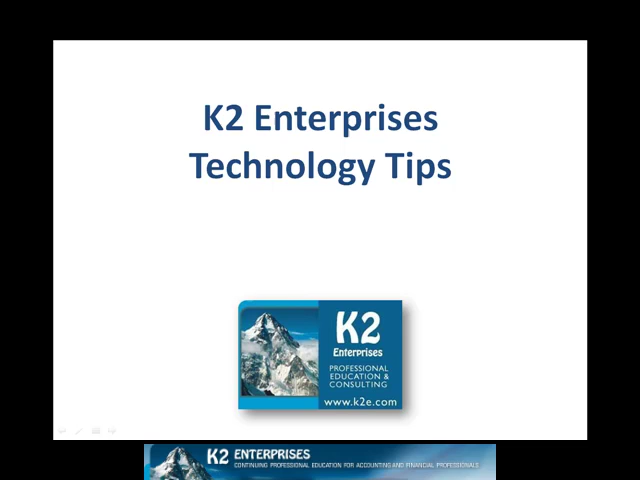 K2 Enterprises
Technology Tips
K2
Enterprises
PROFESSIONAL
EDUCATION &
CONSULTING
www.k2e.com
K2 ENTERPRISES
CONTINUING PROFESSIONAL EDUCATION FOR ACCOUNTING AND FINANCIAL PROFESSIONALS